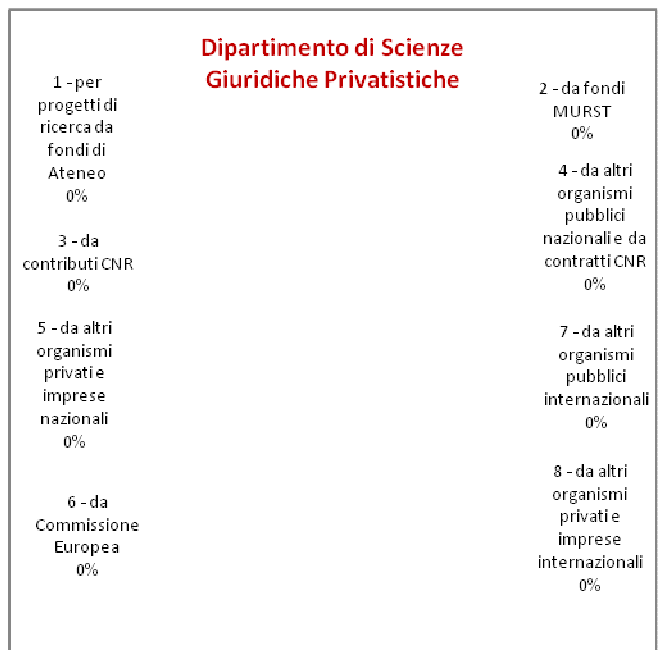 Dipartimento di Scienze
Giuridiche Privatistiche
1 - per
progetti di
ricerca da
fondi di
Ateneo
0%
2 - da fondi
MURST
0%
3 - da
contributi CNR
0%
4 - da altri
organismi
pubblici
nazionali e da
contratti CNR
0%
5 - da altri
organismi
privati e
imprese
nazionali
0%
7 - da altri
organismi
pubblici
internazionali
0%
6 - da
Commissione
Europea
0%
8 - da altri
organismi
privati e
imprese
internazionali
0%